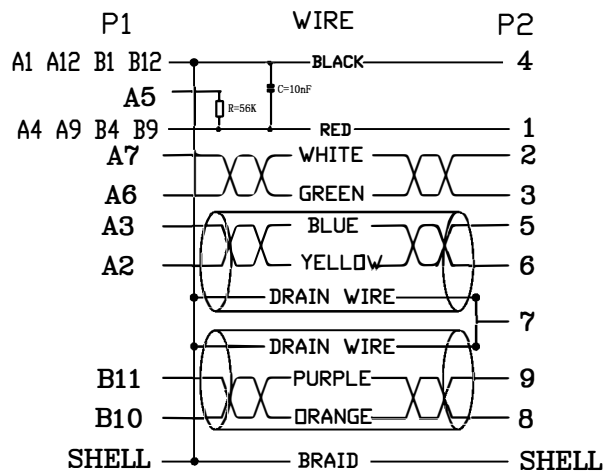 P1 WIRE P2
A1 A12 B1 B12 BLACK 4
A5 R=56K C=10nF
A4 A9 B4 B9 RED 1
A7 WHITE 2
A6 GREEN 3
A3 BLUE 5
A2 YELLOW 6
DRAIN WIRE
7
DRAIN WIRE
B11 PURPLE 9
B10 ORANGE 8
SHELL BRAID SHELL